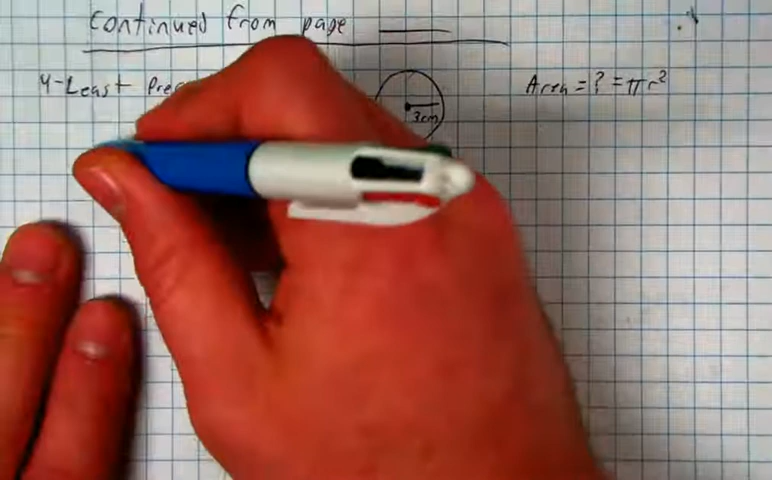 Continued from page
4-Least
3cm
Area = ? = πr²